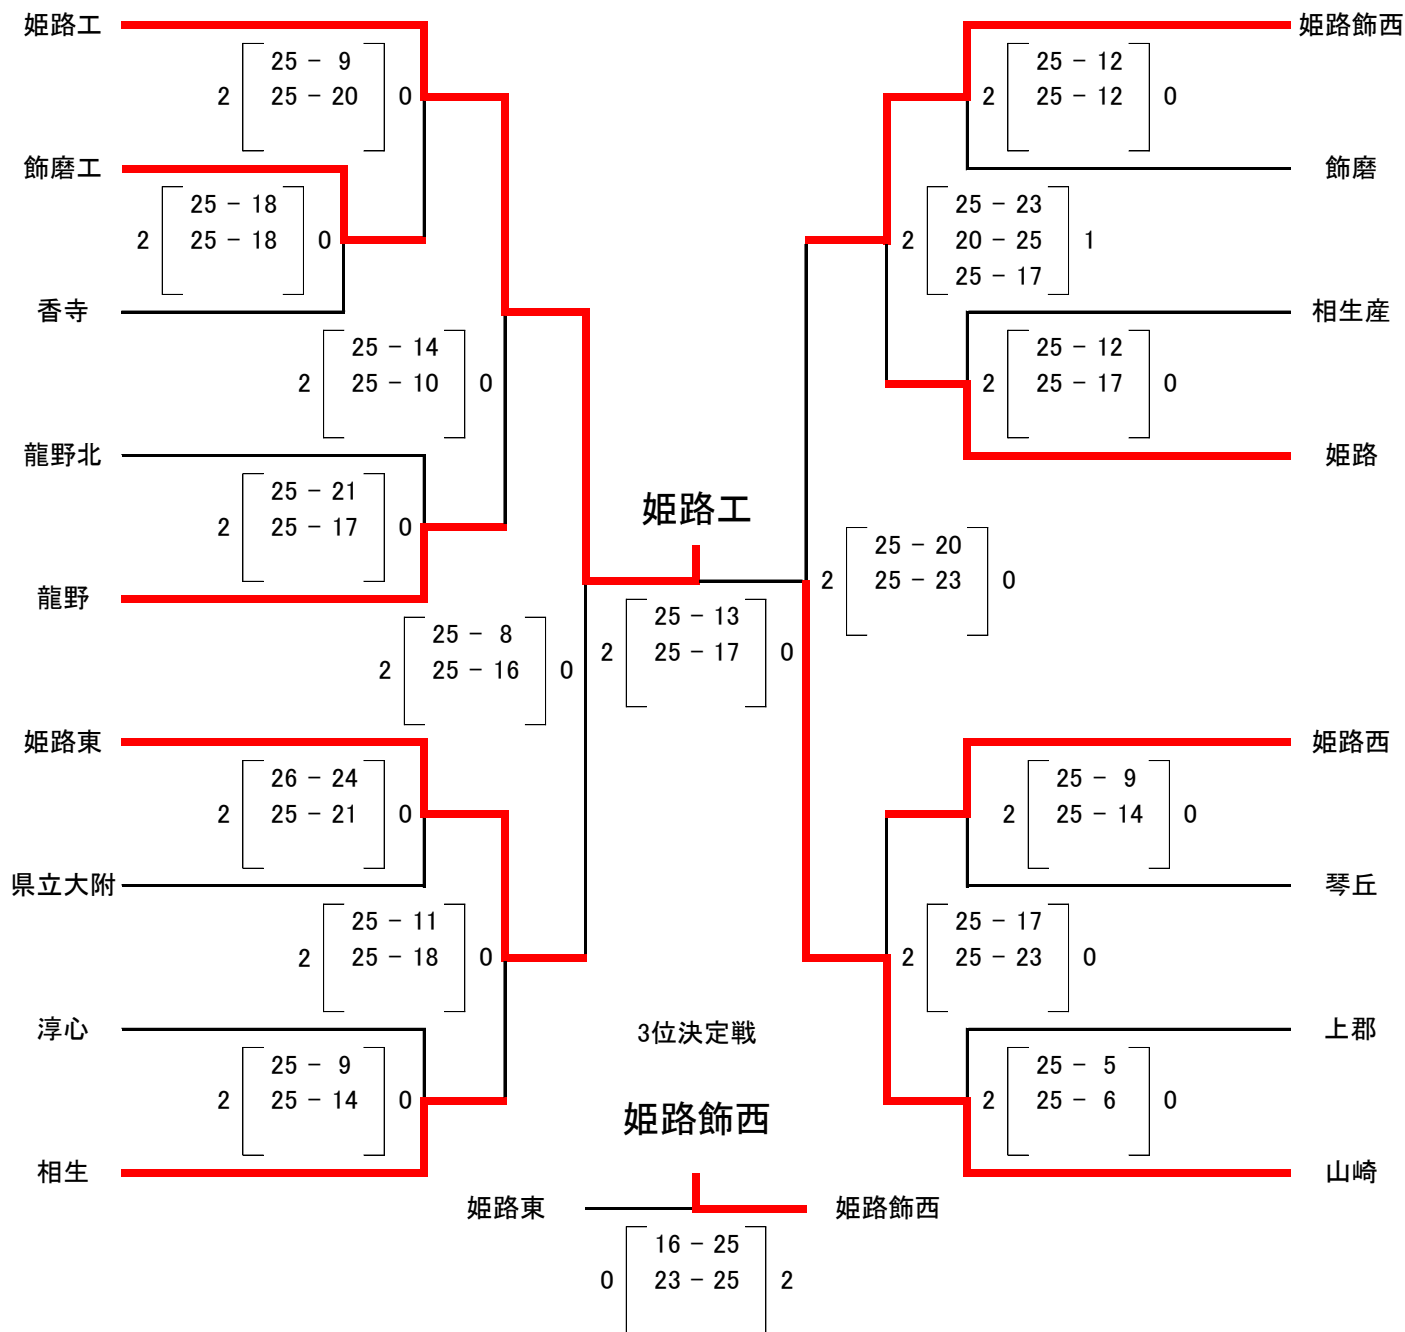 姫路工
姫路飾西
25 − 9
2 25 − 20 0
25 − 12
2 25 − 12 0
飾磨工
飾磨
25 − 18
2 25 − 18 0
25 − 23
2 20 − 25 1
25 − 17
香寺
相生産
25 − 14
2 25 − 10 0
25 − 12
2 25 − 17 0
龍野北
姫路
25 − 21
2 25 − 17 0
姫路工
25 − 20
2 25 − 23 0
龍野
25 − 8
2 25 − 16 0
25 − 13
2 25 − 17 0
姫路東
姫路西
26 − 24
2 25 − 21 0
25 − 9
2 25 − 14 0
県立大附
琴丘
25 − 11
2 25 − 18 0
25 − 17
2 25 − 23 0
淳心
3位決定戦
上郡
25 − 9
2 25 − 14 0
25 − 5
2 25 − 6 0
姫路飾西
相生
山崎
姫路東
姫路飾西
16 − 25
0 23 − 25 2